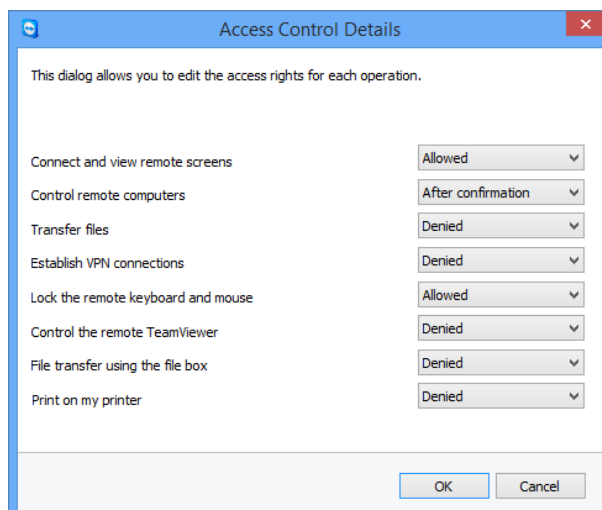 Access Control Details
This dialog allows you to edit the access rights for each operation.
Connect and view remote screens Allowed
Control remote computers After confirmation
Transfer files Denied
Establish VPN connections Denied
Lock the remote keyboard and mouse Allowed
Control the remote TeamViewer Denied
File transfer using the file box Denied
Print on my printer Denied
OK Cancel